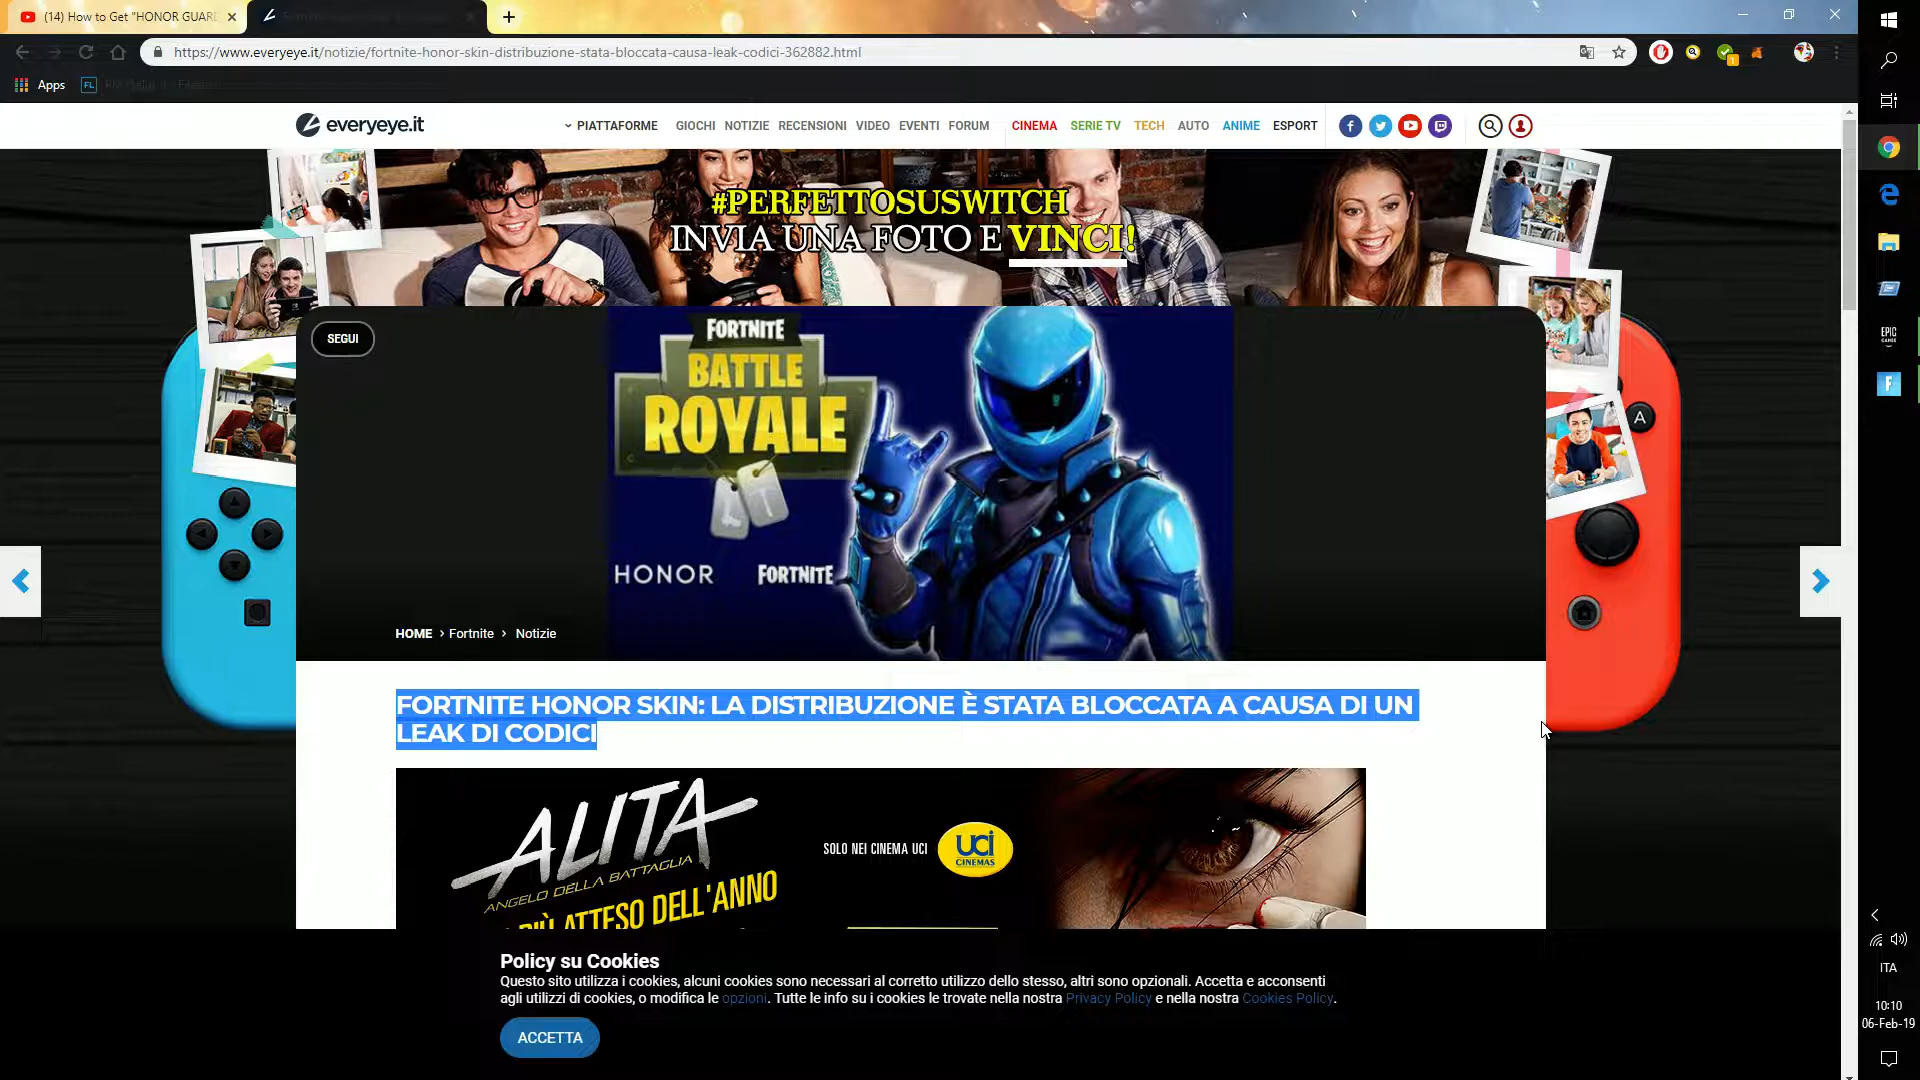 (14) How to Get "HONOR GUAR
https://www.everyeye.it/notizie/fortnite-honor-skin-distribuzione-stata-bloccata-causa-leak-codici-362882.html
Apps
FL
everyeye.it
PIATTAFORME GIOCHI NOTIZIE RECENSIONI VIDEO EVENTI FORUM CINEMA SERIE TV TECH AUTO ANIME ESPORT
#PERFETTOSUSWITCH
INVIA UNA FOTO E VINCI!
SEGUI
FORTNITE
BATTLE
ROYALE
HONOR FORTNITE
A
EPIC
GAMES
F
HOME › Fortnite › Notizie
FORTNITE HONOR SKIN: LA DISTRIBUZIONE È STATA BLOCCATA A CAUSA DI UN
LEAK DI CODICI
ALITA
ANGELO DELLA BATTAGLIA
PIÙ ATTESO DELL'ANNO
SOLO NEI CINEMA UCI
UCI
CINEMAS
Policy su Cookies
Questo sito utilizza i cookies, alcuni cookies sono necessari al corretto utilizzo dello stesso, altri sono opzionali. Accetta e acconsenti
agli utilizzi di cookies, o modifica le opzioni. Tutte le info su i cookies le trovate nella nostra Privacy Policy e nella nostra Cookies Policy.
ACCETTA
ITA
10:10
06-Feb-19